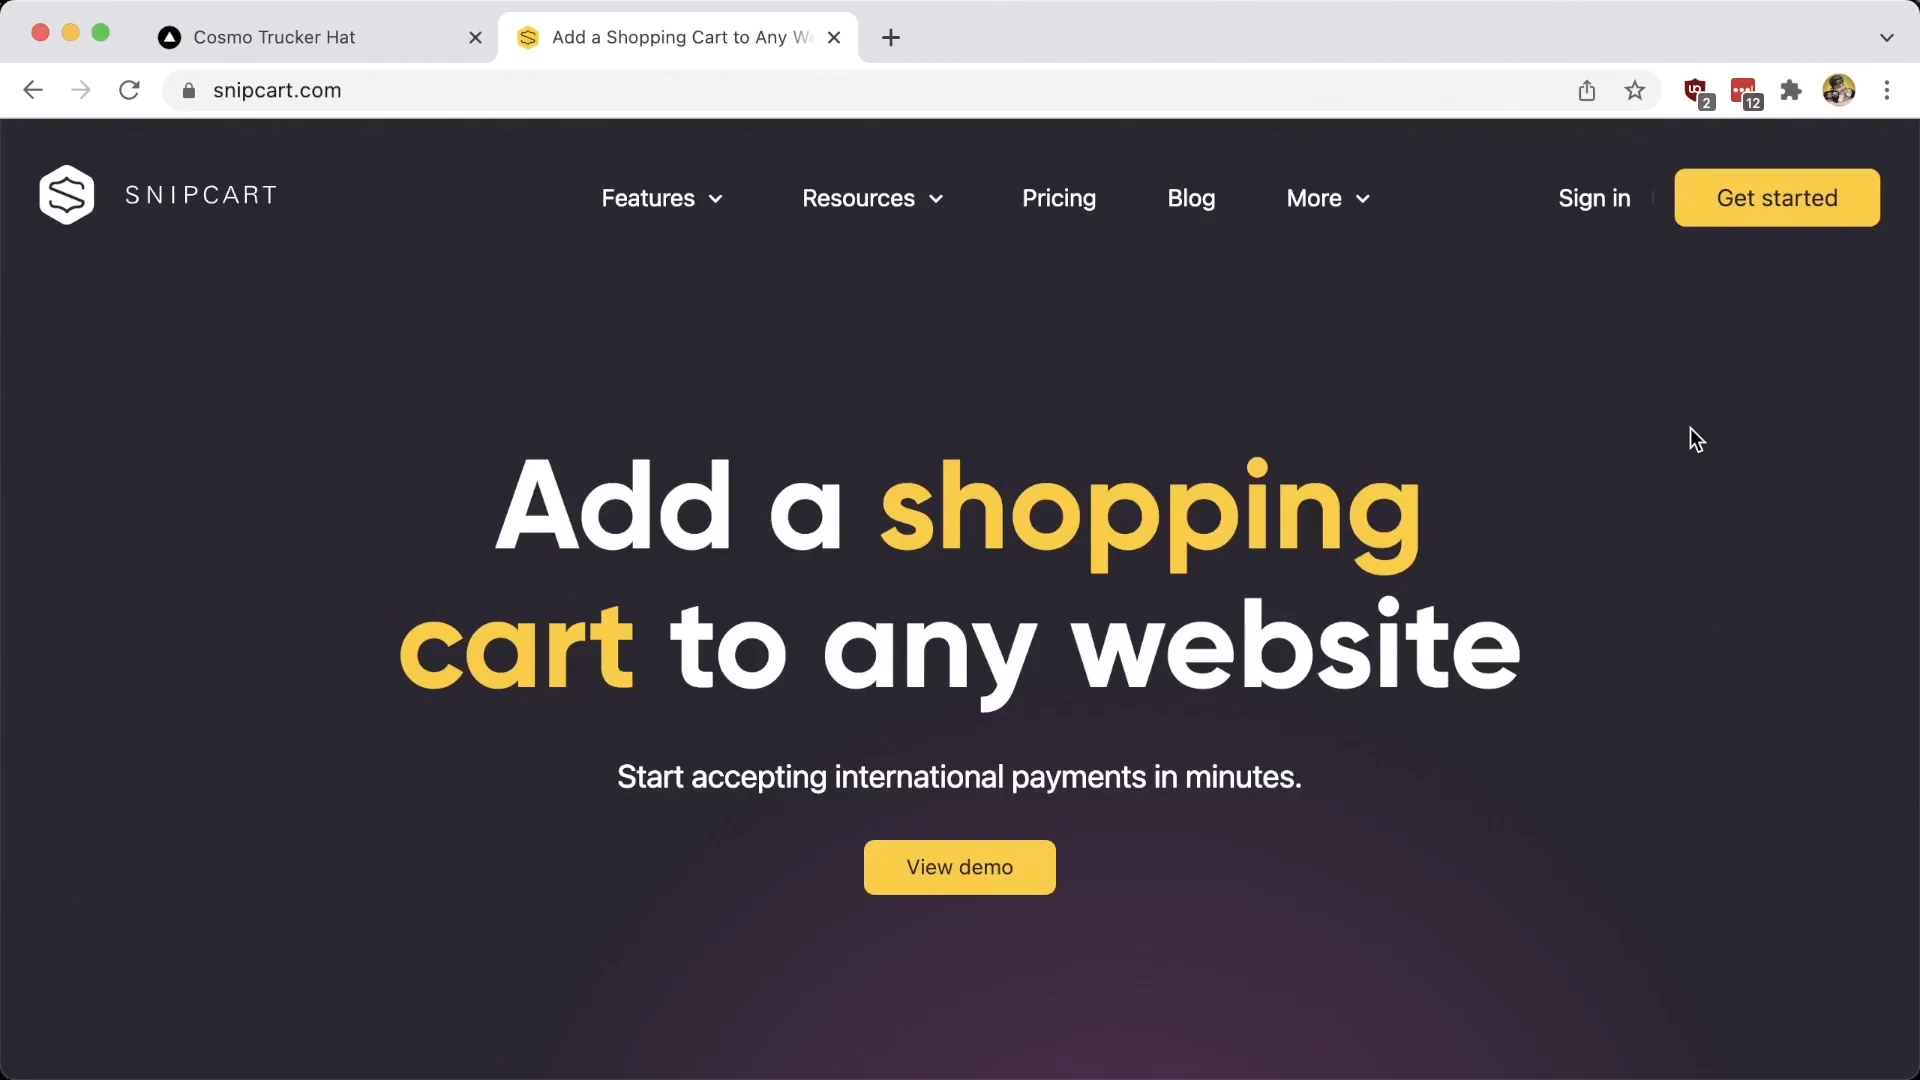 Cosmo Trucker Hat
Add a Shopping Cart to Any We
snipcart.com
2
12
SNIPCART
Features
Resources
Pricing
Blog
More
Sign in
Get started
Add a shopping
cart to any website
Start accepting international payments in minutes.
View demo